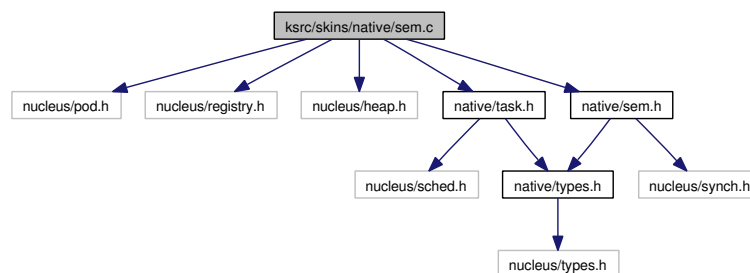 ksrc/skins/native/sem.c
nucleus/pod.h
nucleus/registry.h
nucleus/heap.h
native/task.h
native/sem.h
nucleus/sched.h
native/types.h
nucleus/synch.h
nucleus/types.h